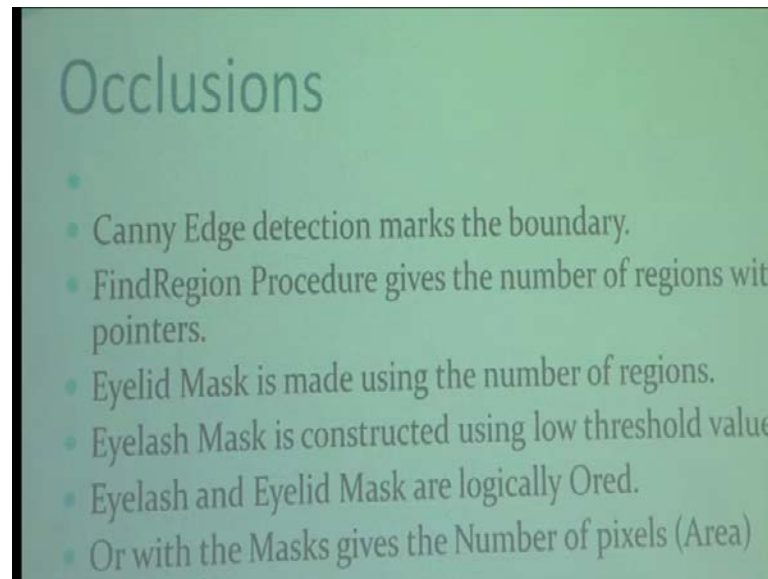 Occlusions
Canny Edge detection marks the boundary.
FindRegion Procedure gives the number of regions
pointers.
Eyelid Mask is made using the number of regions.
Eyelash Mask is constructed using low threshold value
Eyelash and Eyelid Mask are logically Ored.
Or with the Masks gives the Number of pixels (Area)